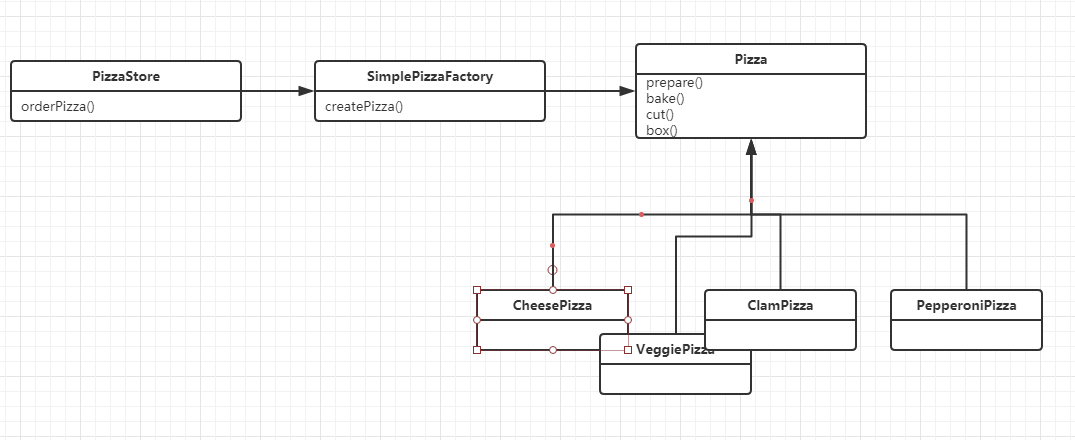 PizzaStore
orderPizza()
SimplePizzaFactory
createPizza()
Pizza
prepare()
bake()
cut()
box()
CheesePizza
VeggiePizza
ClamPizza
PepperoniPizza